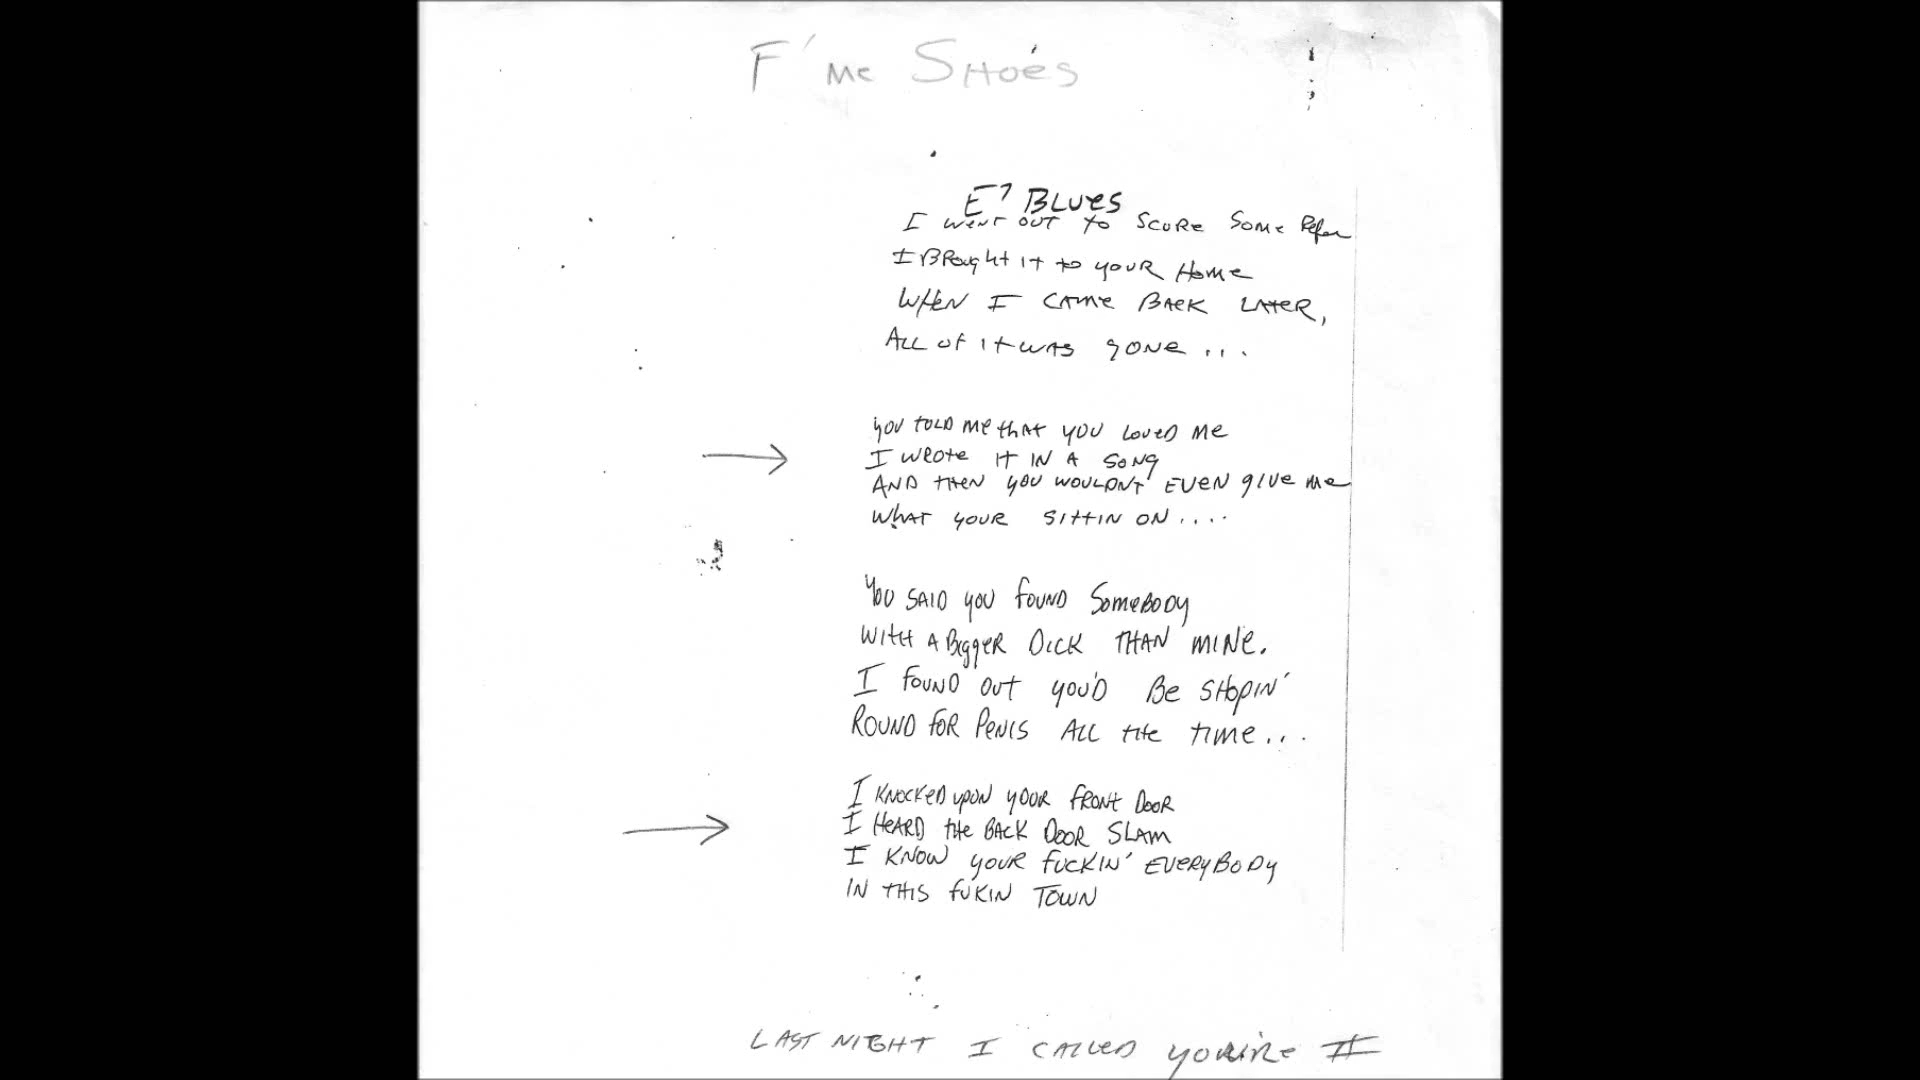 F' me Shoes
E7 Blues
I went out to score some Refer
I Brought it to your Home
When I came Back Later,
All of it was gone ...
you told me that you loved me
I wrote it in a song
And then you wouldn't even give me
what your sittin on ....
You said you found Somebody
with a Bigger Dick than mine.
I found out you'd Be shopin'
Round for Penis all the time...
I knocked upon your front Door
I heard the Back Door slam
I know your fuckin' everybody
in this fukin town
Last night I called #